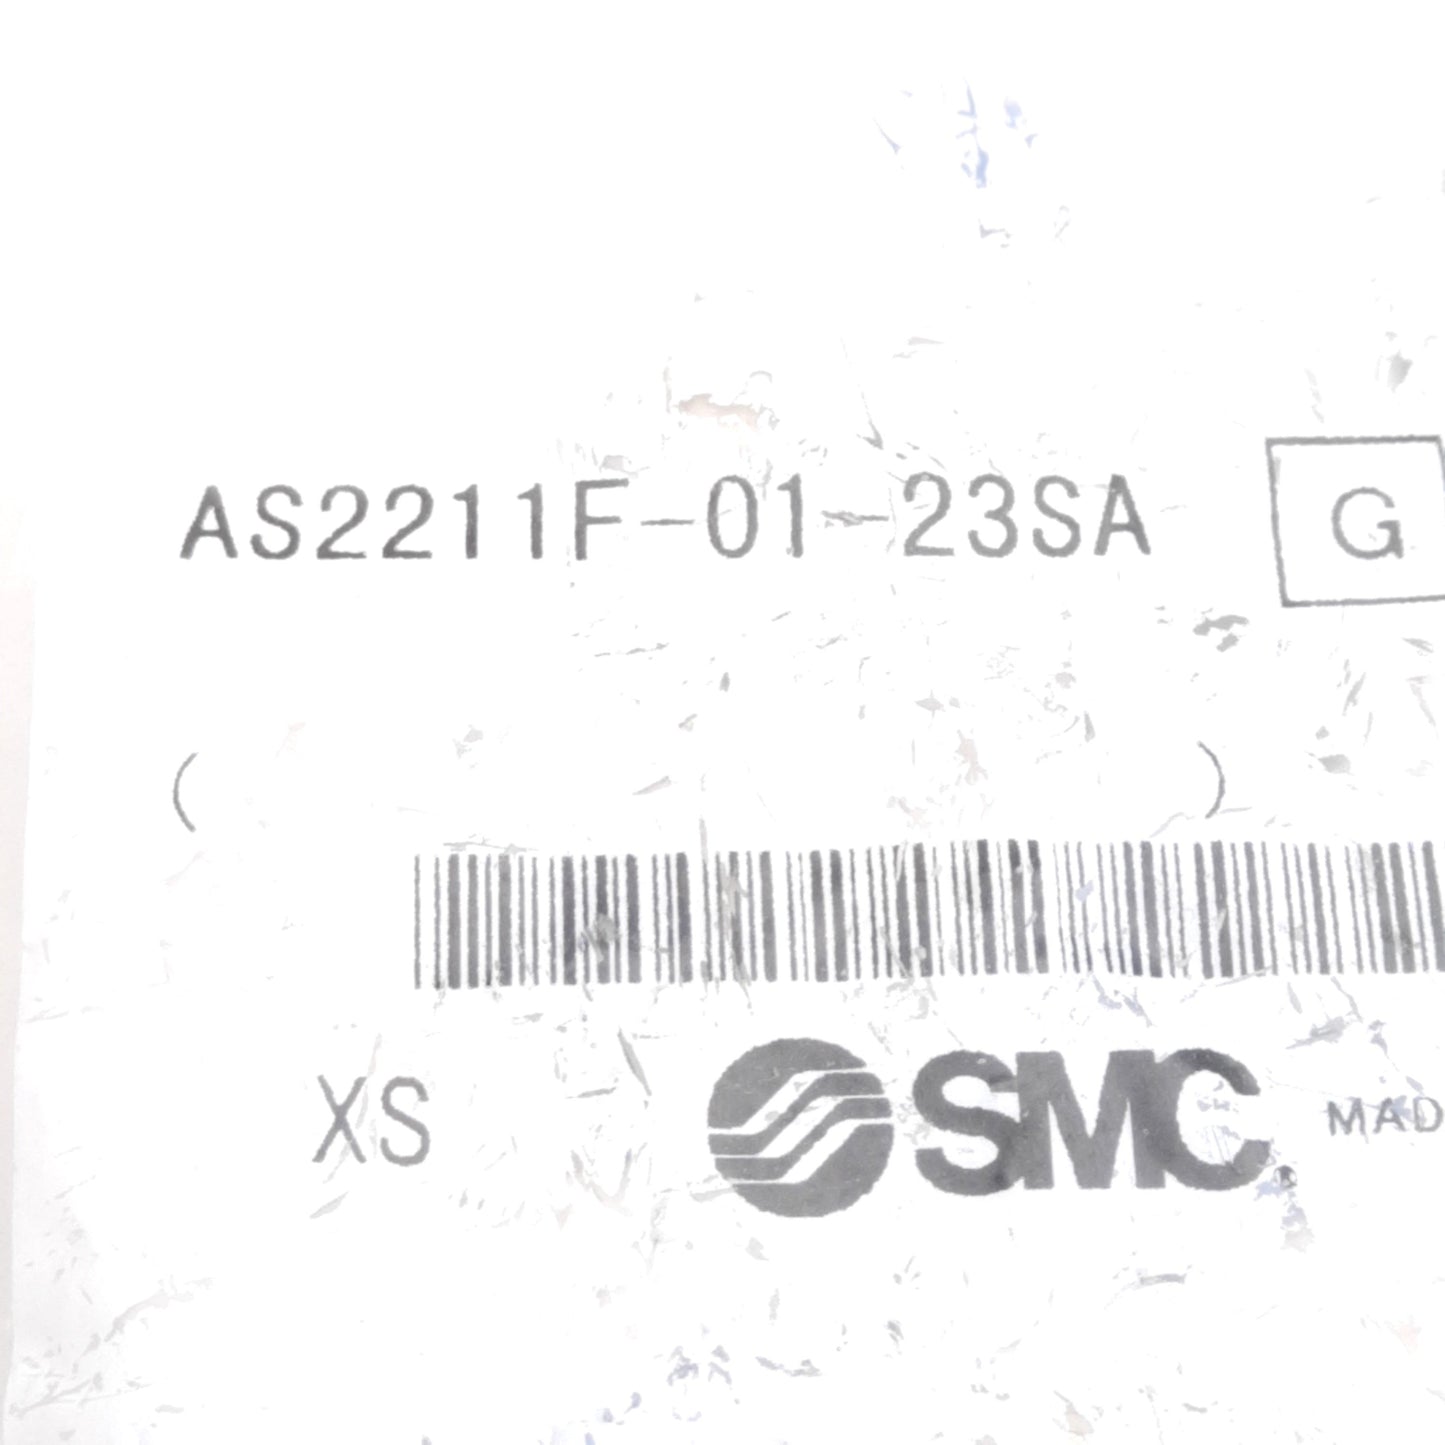 AS2211F-01-23SA G
( )
XS SMC MAD